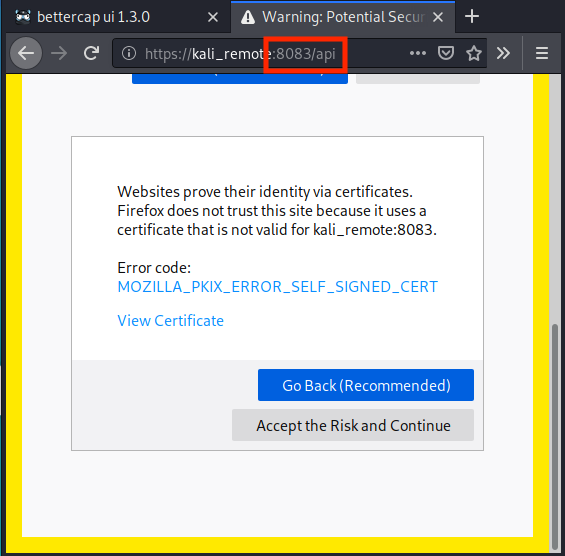 bettercap ui 1.3.0
Warning: Potential Secur
https://kali_remote:8083/api
Websites prove their identity via certificates.
Firefox does not trust this site because it uses a
certificate that is not valid for kali_remote:8083.
Error code:
MOZILLA_PKIX_ERROR_SELF_SIGNED_CERT
View Certificate
Go Back (Recommended)
Accept the Risk and Continue